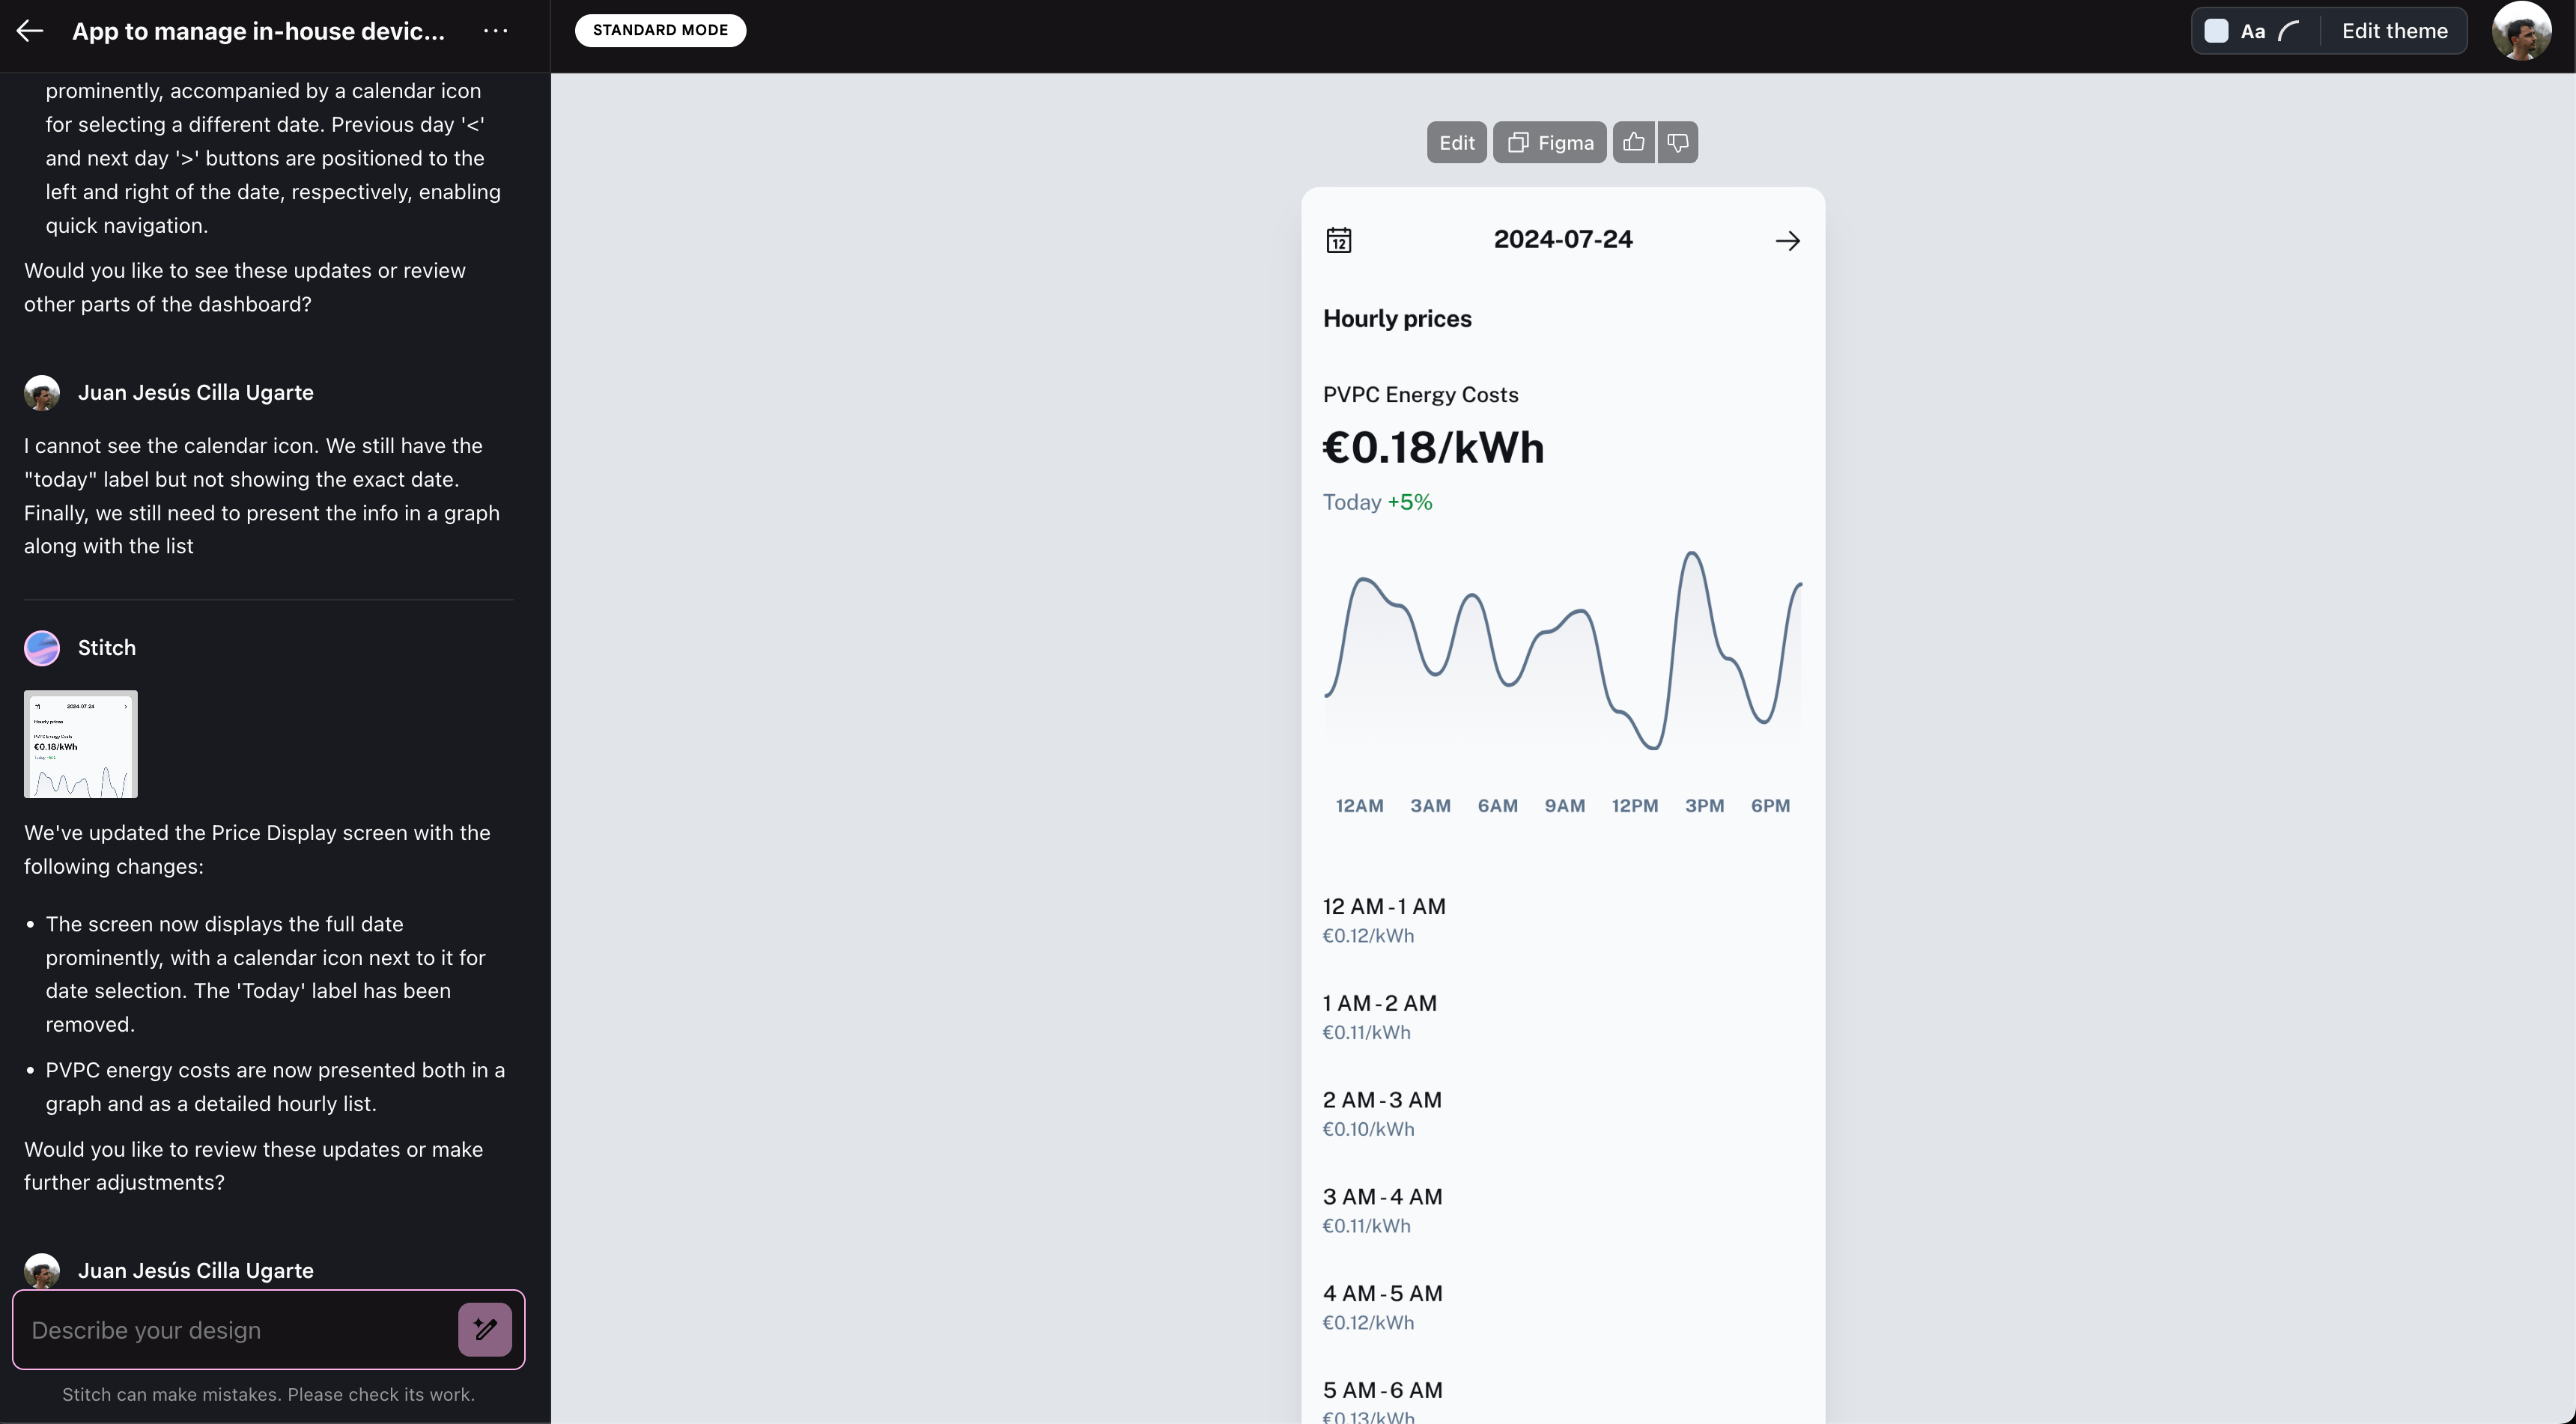 App to manage in-house devic...
STANDARD MODE
Aa
Edit theme
prominently, accompanied by a calendar icon
for selecting a different date. Previous day '<'
and next day '>' buttons are positioned to the
left and right of the date, respectively, enabling
quick navigation.
Would you like to see these updates or review
other parts of the dashboard?
Juan Jesús Cilla Ugarte
I cannot see the calendar icon. We still have the
"today" label but not showing the exact date.
Finally, we still need to present the info in a graph
along with the list
Stitch
2024-07-24
Hourly prices
PVPC Energy Costs
€0.18/kWh
We've updated the Price Display screen with the
following changes:
• The screen now displays the full date
prominently, with a calendar icon next to it for
date selection. The 'Today' label has been
removed.
• PVPC energy costs are now presented both in a
graph and as a detailed hourly list.
Would you like to review these updates or make
further adjustments?
Juan Jesús Cilla Ugarte
Describe your design
Stitch can make mistakes. Please check its work.
Edit
Figma
12
2024-07-24
Hourly prices
PVPC Energy Costs
€0.18/kWh
Today +5%
12AM 3AM 6AM 9AM 12PM 3PM 6PM
12 AM - 1 AM
€0.12/kWh
1 AM - 2 AM
€0.11/kWh
2 AM - 3 AM
€0.10/kWh
3 AM - 4 AM
€0.11/kWh
4 AM - 5 AM
€0.12/kWh
5 AM - 6 AM
€0.13/kWh